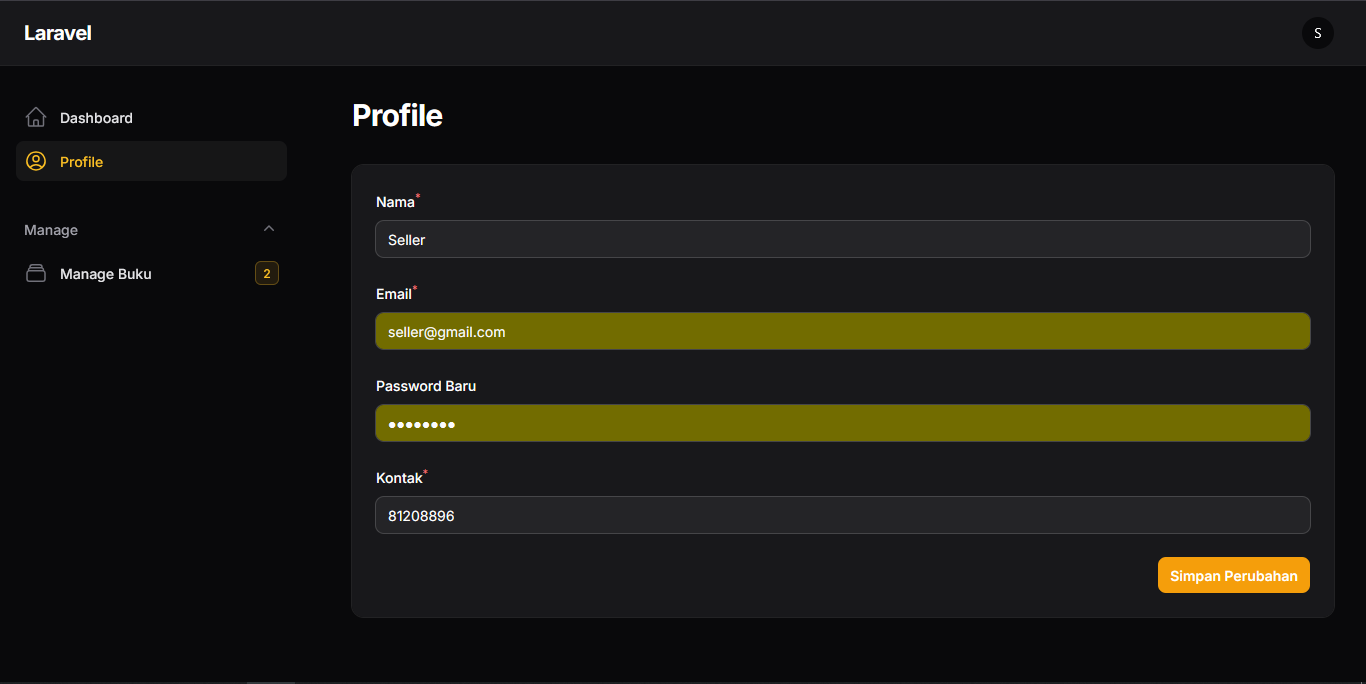 Laravel
S
Dashboard
Profile
Manage
Manage Buku
2
Profile
Nama*
Seller
Email*
seller@gmail.com
Password Baru
••••••••
Kontak*
81208896
Simpan Perubahan